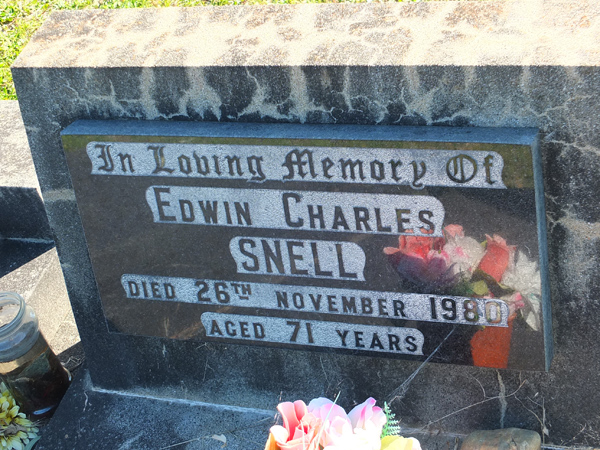 In Loving Memory Of
EDWIN CHARLES
SNELL
DIED 26TH NOVEMBER 1980
AGED 71 YEARS